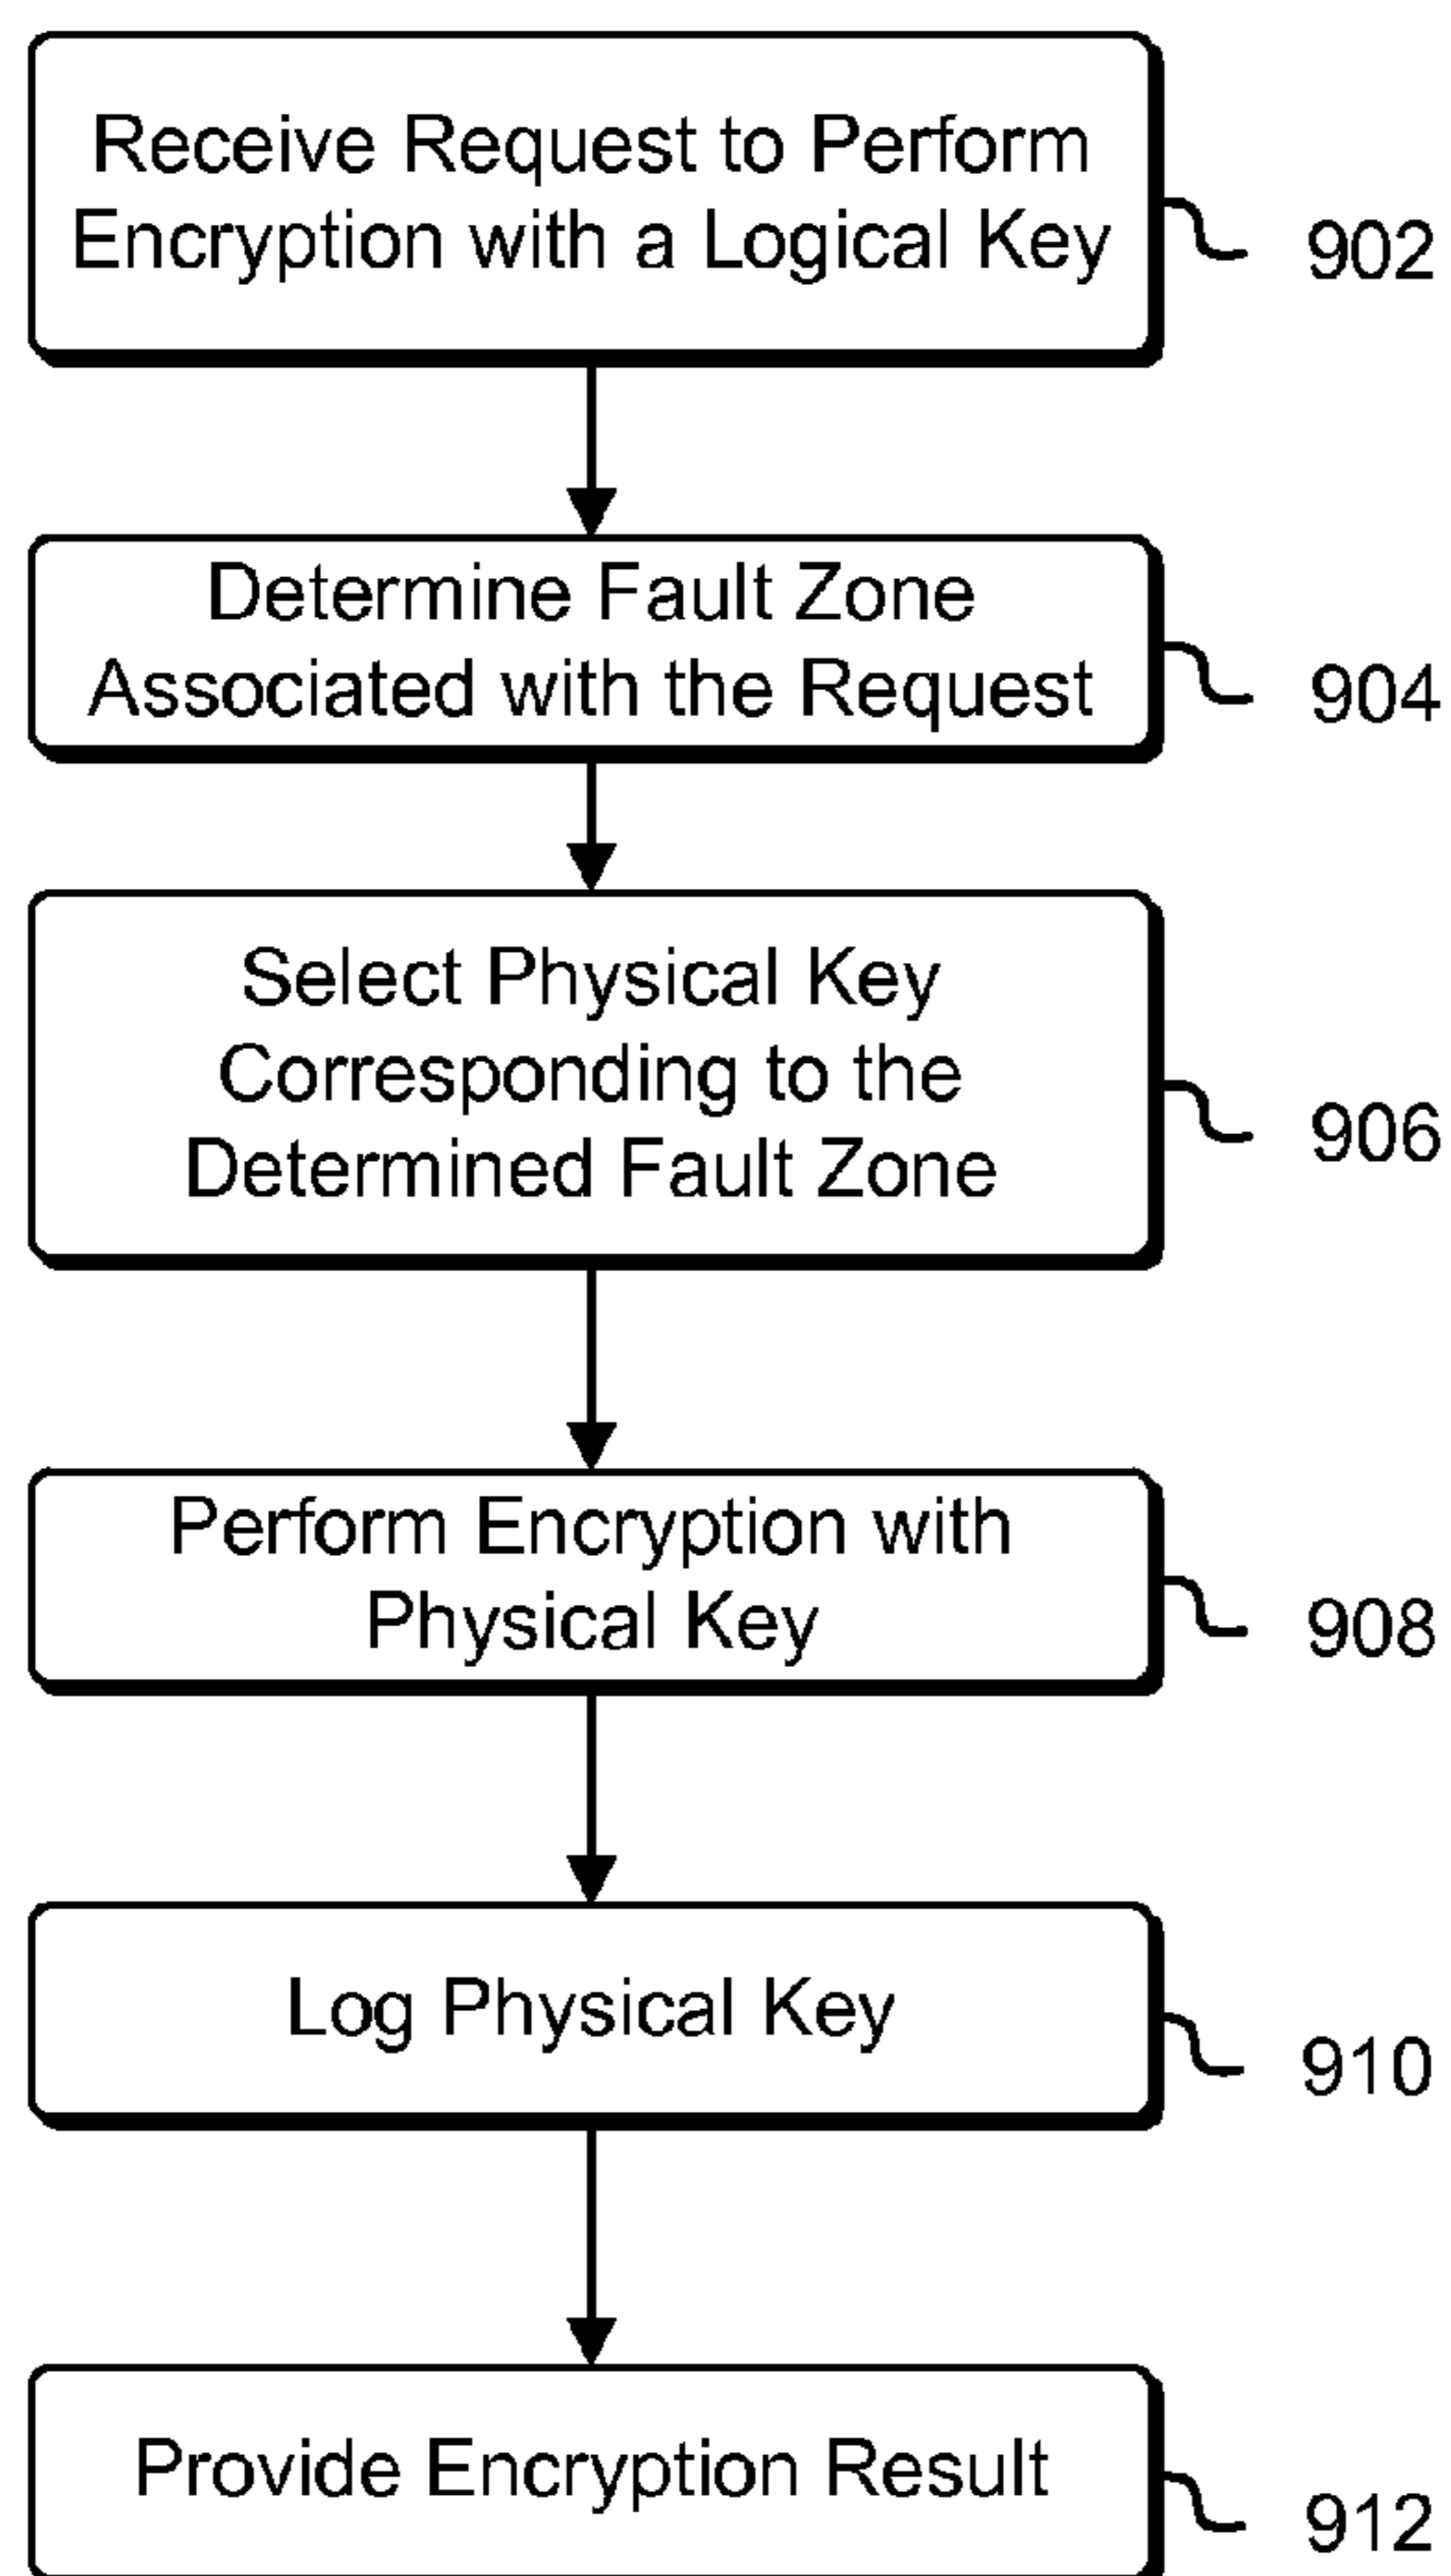 Receive Request to Perform
Encryption with a Logical Key
902
Determine Fault Zone
Associated with the Request
904
Select Physical Key
Corresponding to the
Determined Fault Zone
906
Perform Encryption with
Physical Key
908
Log Physical Key
910
Provide Encryption Result
912